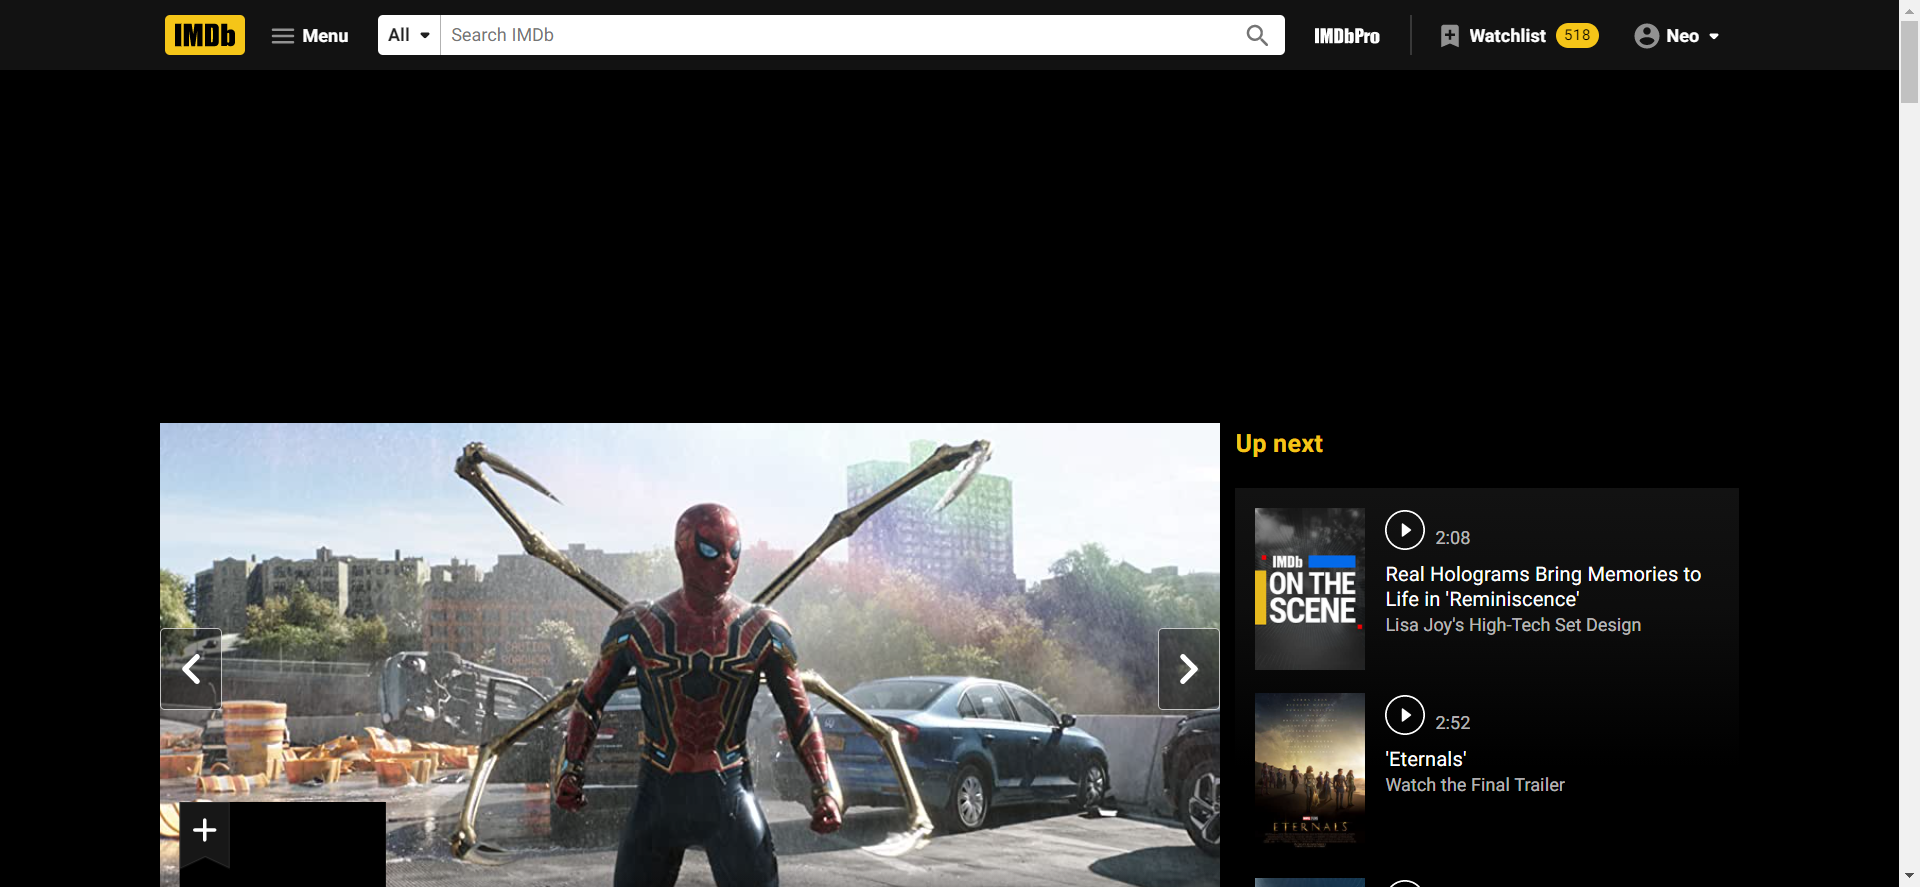 IMDb
Menu
All
Search IMDb
IMDbPro
Watchlist 518
Neo
Up next
IMDb
ON THE
SCENE
2:08
Real Holograms Bring Memories to
Life in 'Reminiscence'
Lisa Joy's High-Tech Set Design
ETERNALS
2:52
'Eternals'
Watch the Final Trailer
CAUTION
ROADWORK